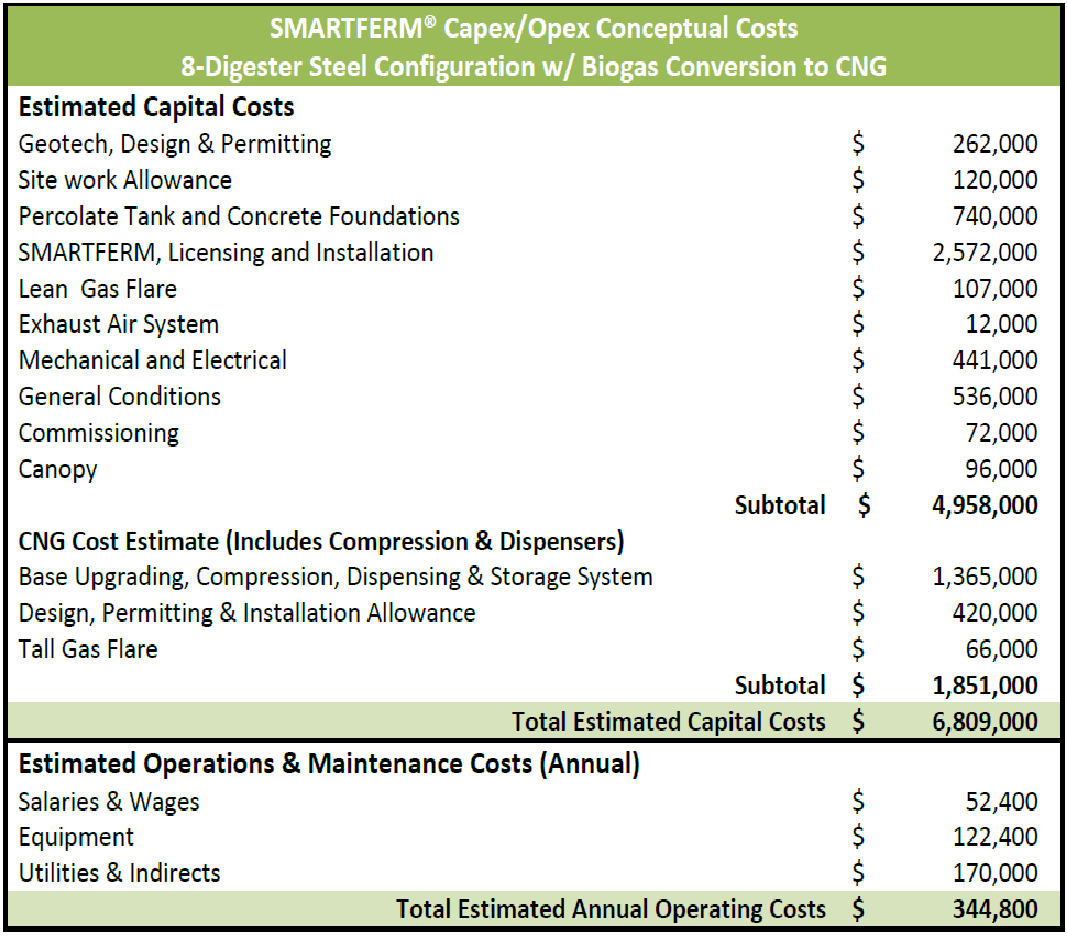 SMARTFERM® Capex/Opex Conceptual Costs
8-Digester Steel Configuration w/ Biogas Conversion to CNG
Estimated Capital Costs
Geotech, Design & Permitting $ 262,000
Site work Allowance $ 120,000
Percolate Tank and Concrete Foundations $ 740,000
SMARTFERM, Licensing and Installation $ 2,572,000
Lean Gas Flare $ 107,000
Exhaust Air System $ 12,000
Mechanical and Electrical $ 441,000
General Conditions $ 536,000
Commissioning $ 72,000
Canopy $ 96,000
Subtotal $ 4,958,000
CNG Cost Estimate (Includes Compression & Dispensers)
Base Upgrading, Compression, Dispensing & Storage System $ 1,365,000
Design, Permitting & Installation Allowance $ 420,000
Tall Gas Flare $ 66,000
Subtotal $ 1,851,000
Total Estimated Capital Costs $ 6,809,000
Estimated Operations & Maintenance Costs (Annual)
Salaries & Wages $ 52,400
Equipment $ 122,400
Utilities & Indirects $ 170,000
Total Estimated Annual Operating Costs $ 344,800